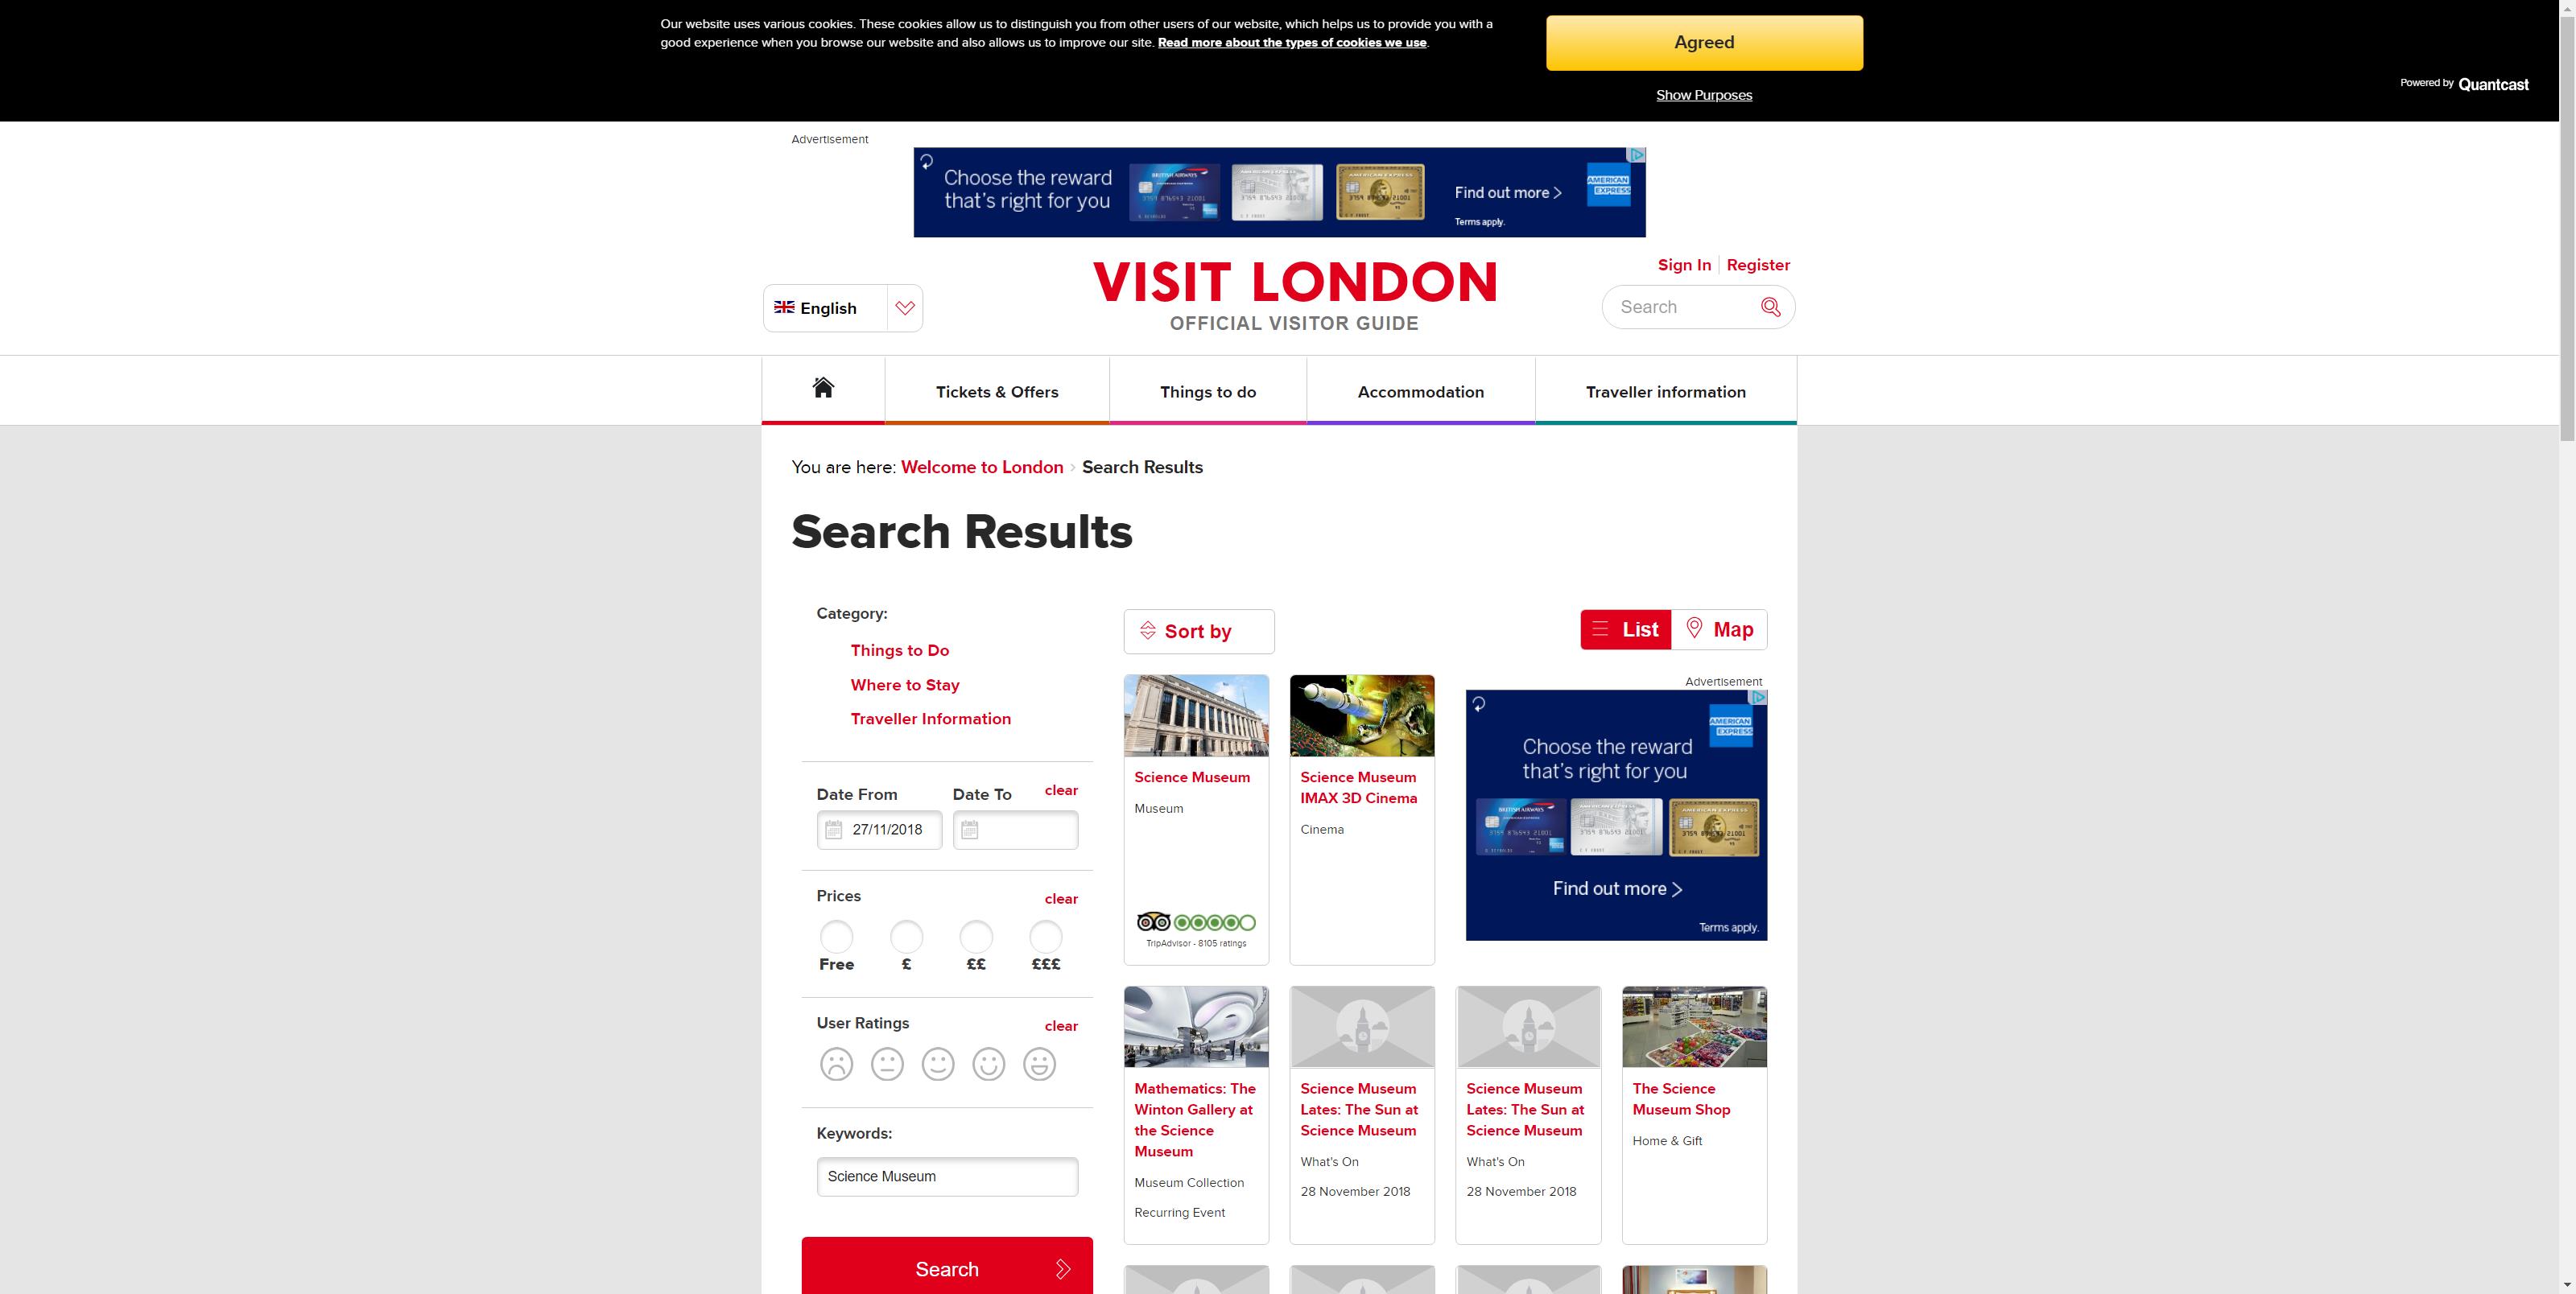 Our website uses various cookies. These cookies allow us to distinguish you from other users of our website, which helps us to provide you with a
good experience when you browse our website and also allows us to improve our site. Read more about the types of cookies we use.
Agreed
Show Purposes
Powered by Quantcast
Advertisement
Choose the reward
that's right for you
Find out more >
Terms apply.
AMERICAN
EXPRESS
Sign In Register
English
VISIT LONDON
OFFICIAL VISITOR GUIDE
Search
Tickets & Offers
Things to do
Accommodation
Traveller information
You are here: Welcome to London › Search Results
Search Results
Category:
Things to Do
Where to Stay
Traveller Information
Date From
Date To
clear
27/11/2018
Prices
clear
Free
£
££
£££
User Ratings
clear
Keywords:
Science Museum
Search
Sort by
List
Map
Science Museum
Museum
TripAdvisor - 8105 ratings
Science Museum
IMAX 3D Cinema
Cinema
Advertisement
AMERICAN
EXPRESS
Choose the reward
that's right for you
Find out more >
Terms apply.
Mathematics: The
Winton Gallery at
the Science
Museum
Museum Collection
Recurring Event
Science Museum
Lates: The Sun at
Science Museum
What's On
28 November 2018
Science Museum
Lates: The Sun at
Science Museum
What's On
28 November 2018
The Science
Museum Shop
Home & Gift